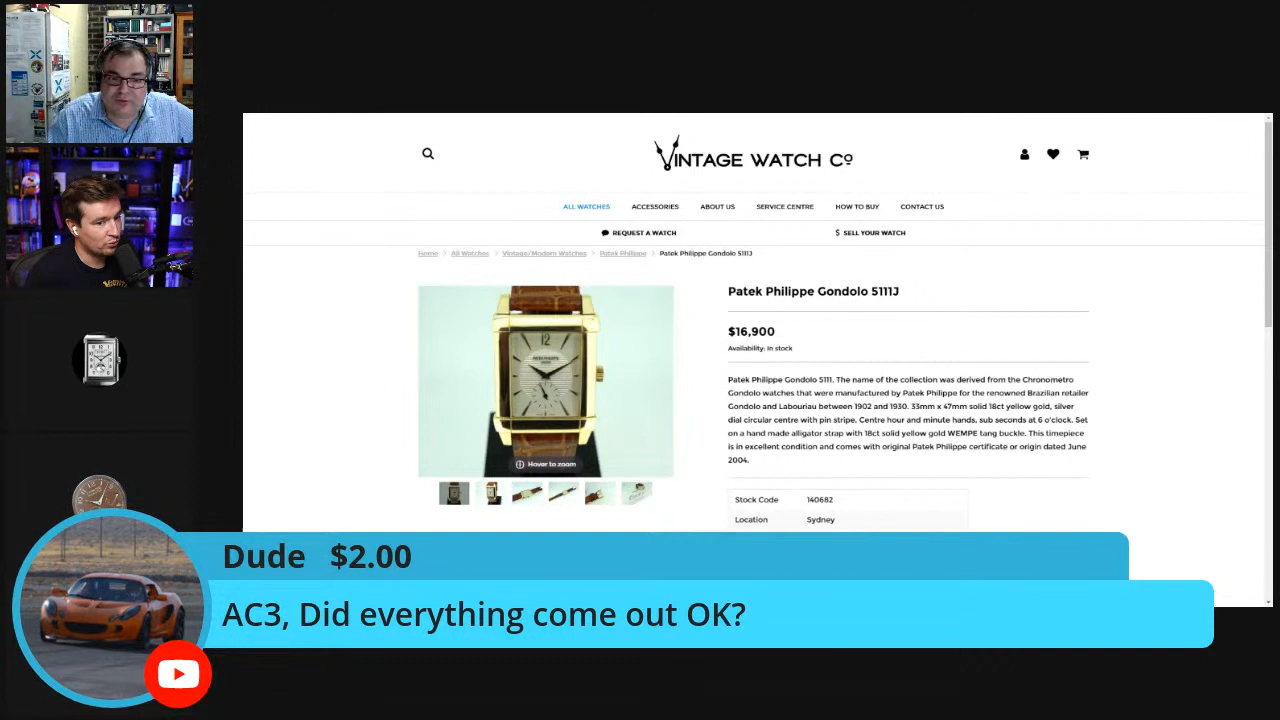 VINTAGE WATCH Co
ALL WATCHES ACCESSORIES ABOUT US SERVICE CENTRE HOW TO BUY CONTACT US
REQUEST A WATCH $ SELL YOUR WATCH
Home > All Watches > Vintage/Modern Watches > Patek Philippe > Patek Philippe Gondolo 5111J
Patek Philippe Gondolo 5111J
$16,900
Availability: In stock
Patek Philippe Gondolo 5111. The name of the collection was derived from the Chronometro
Gondolo watches that were manufactured by Patek Philippe for the renowned Brazilian retailer
Gondolo and Labouriau between 1902 and 1930. 33mm x 47mm solid 18ct yellow gold, silver
dial circular centre with pin stripe. Centre hour and minute hands, sub seconds at 6 o'clock. Set
on a hand made alligator strap with 18ct solid yellow gold WEMPE tang buckle. This timepiece
is in excellent condition and comes with original Patek Philippe certificate or origin dated June
2004.
12
Hover to zoom
Stock Code 140682
Location Sydney
Dude $2.00
AC3, Did everything come out OK?